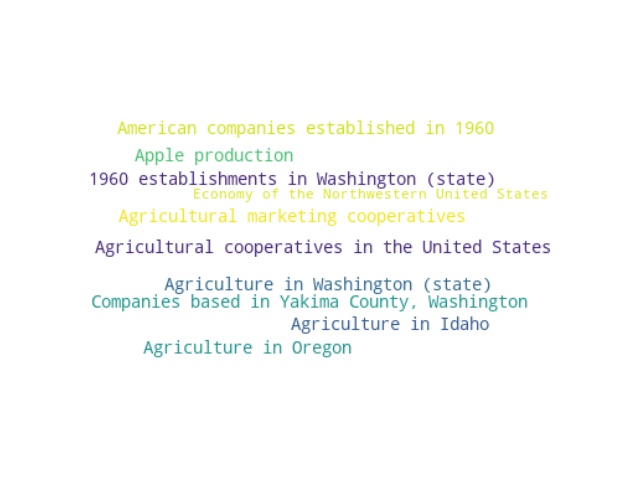 American companies established in 1960
Apple production
1960 establishments in Washington (state)
Economy of the Northwestern United States
Agricultural marketing cooperatives
Agricultural cooperatives in the United States
Agriculture in Washington (state)
Companies based in Yakima County, Washington
Agriculture in Idaho
Agriculture in Oregon